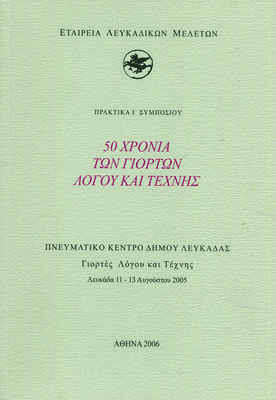 ΕΤΑΙΡΕΙΑ ΛΕΥΚΑΔΙΚΩΝ ΜΕΛΕΤΩΝ
ΠΡΑΚΤΙΚΑ Ι΄ ΣΥΜΠΟΣΙΟΥ
50 ΧΡΟΝΙΑ
ΤΩΝ ΓΙΟΡΤΩΝ
ΛΟΓΟΥ ΚΑΙ ΤΕΧΝΗΣ
ΠΝΕΥΜΑΤΙΚΟ ΚΕΝΤΡΟ ΔΗΜΟΥ ΛΕΥΚΑΔΑΣ
Γιορτές Λόγου και Τέχνης
Λευκάδα 11 - 13 Αυγούστου 2005
ΑΘΗΝΑ 2006